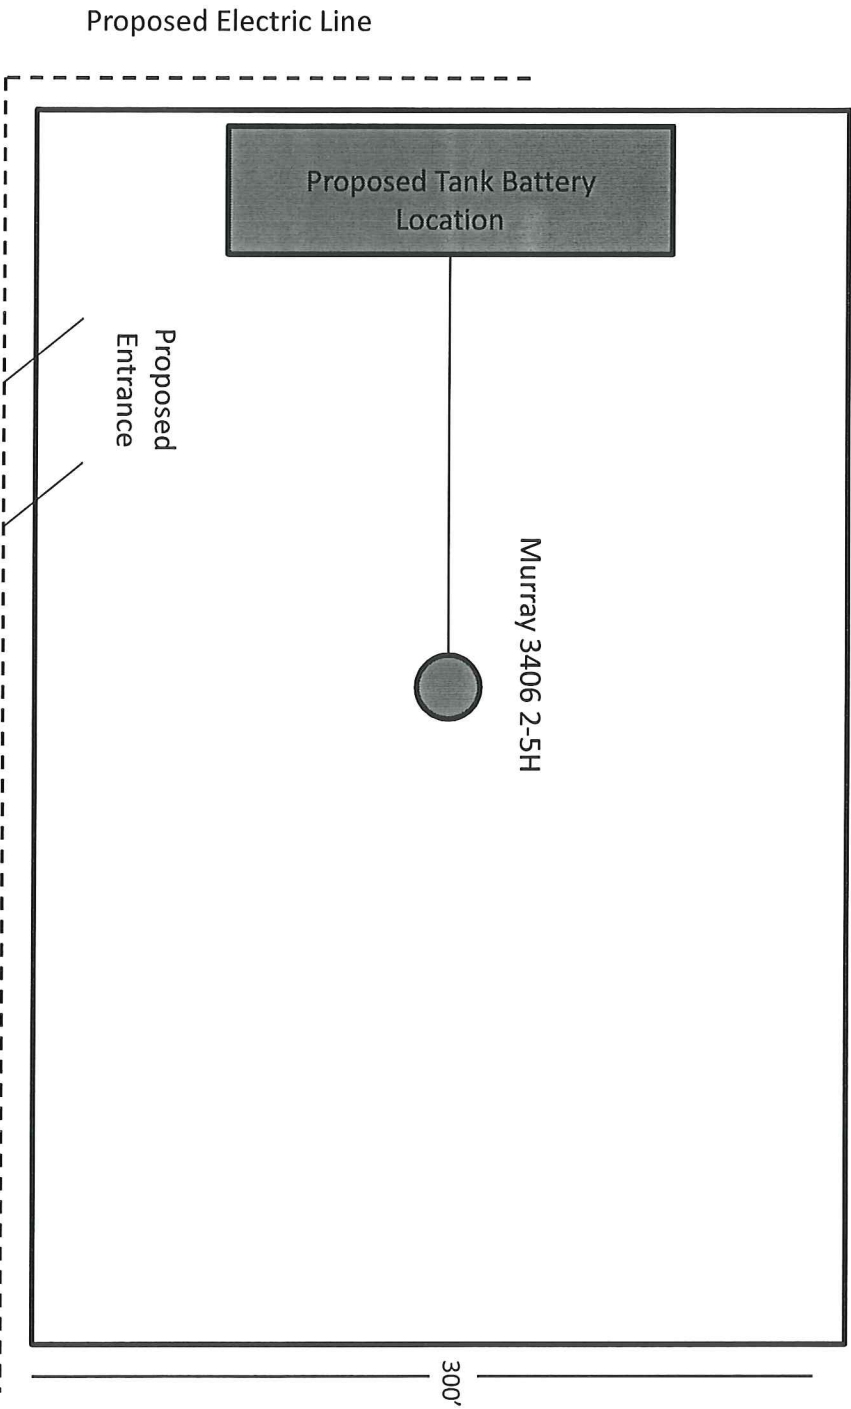 Proposed Electric Line
Proposed Tank Battery
Location
Proposed
Entrance
Murray 3406 2-5H
300'